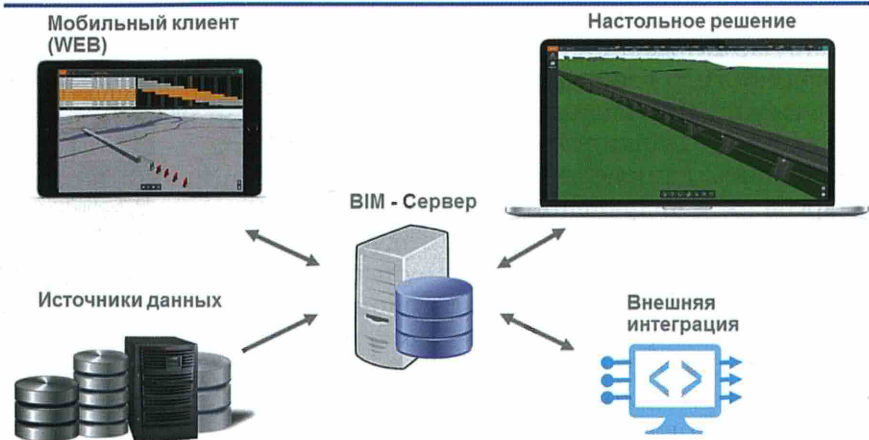 Мобильный клиент
(WEB)
Настольное решение
BIM - Сервер
Источники данных
Внешняя
интеграция